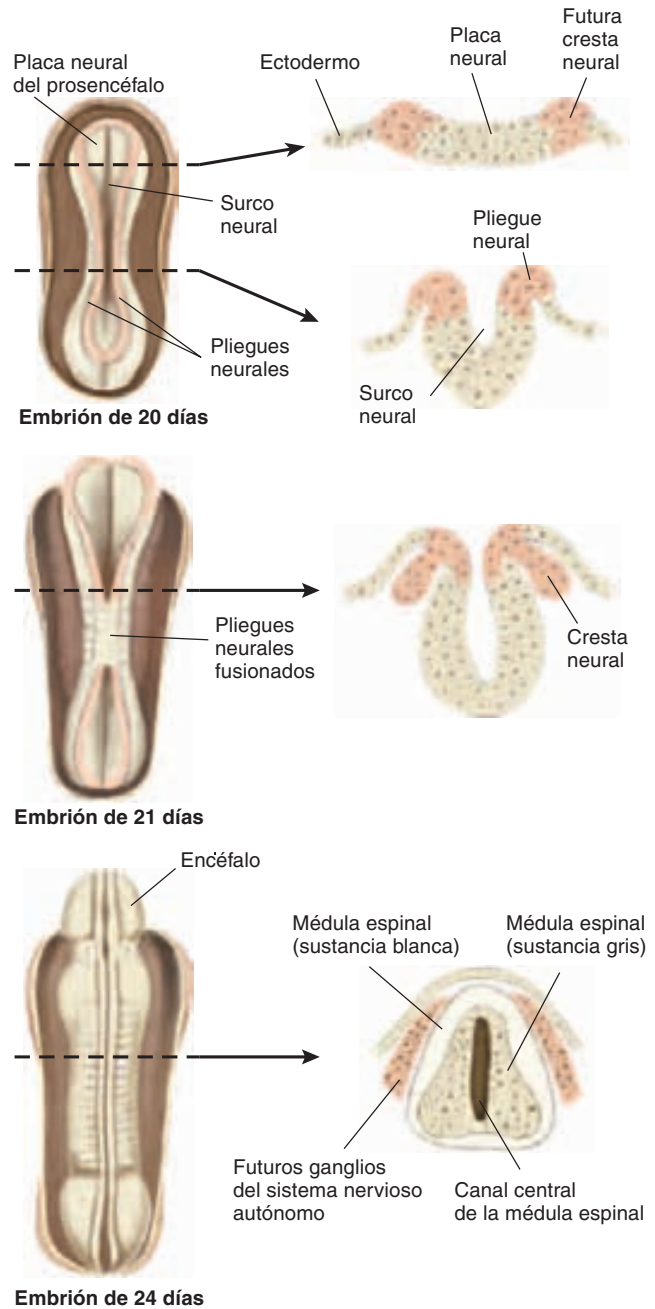 Placa neural
del prosencéfalo
Ectodermo
Placa
neural
Futura
cresta
neural
Surco
neural
Pliegue
neural
Pliegues
neurales
Surco
neural
Embrión de 20 días
Pliegues
neurales
fusionados
Cresta
neural
Embrión de 21 días
Encéfalo
Médula espinal
(sustancia blanca)
Médula espinal
(sustancia gris)
Futuros ganglios
del sistema nervioso
autónomo
Canal central
de la médula espinal
Embrión de 24 días